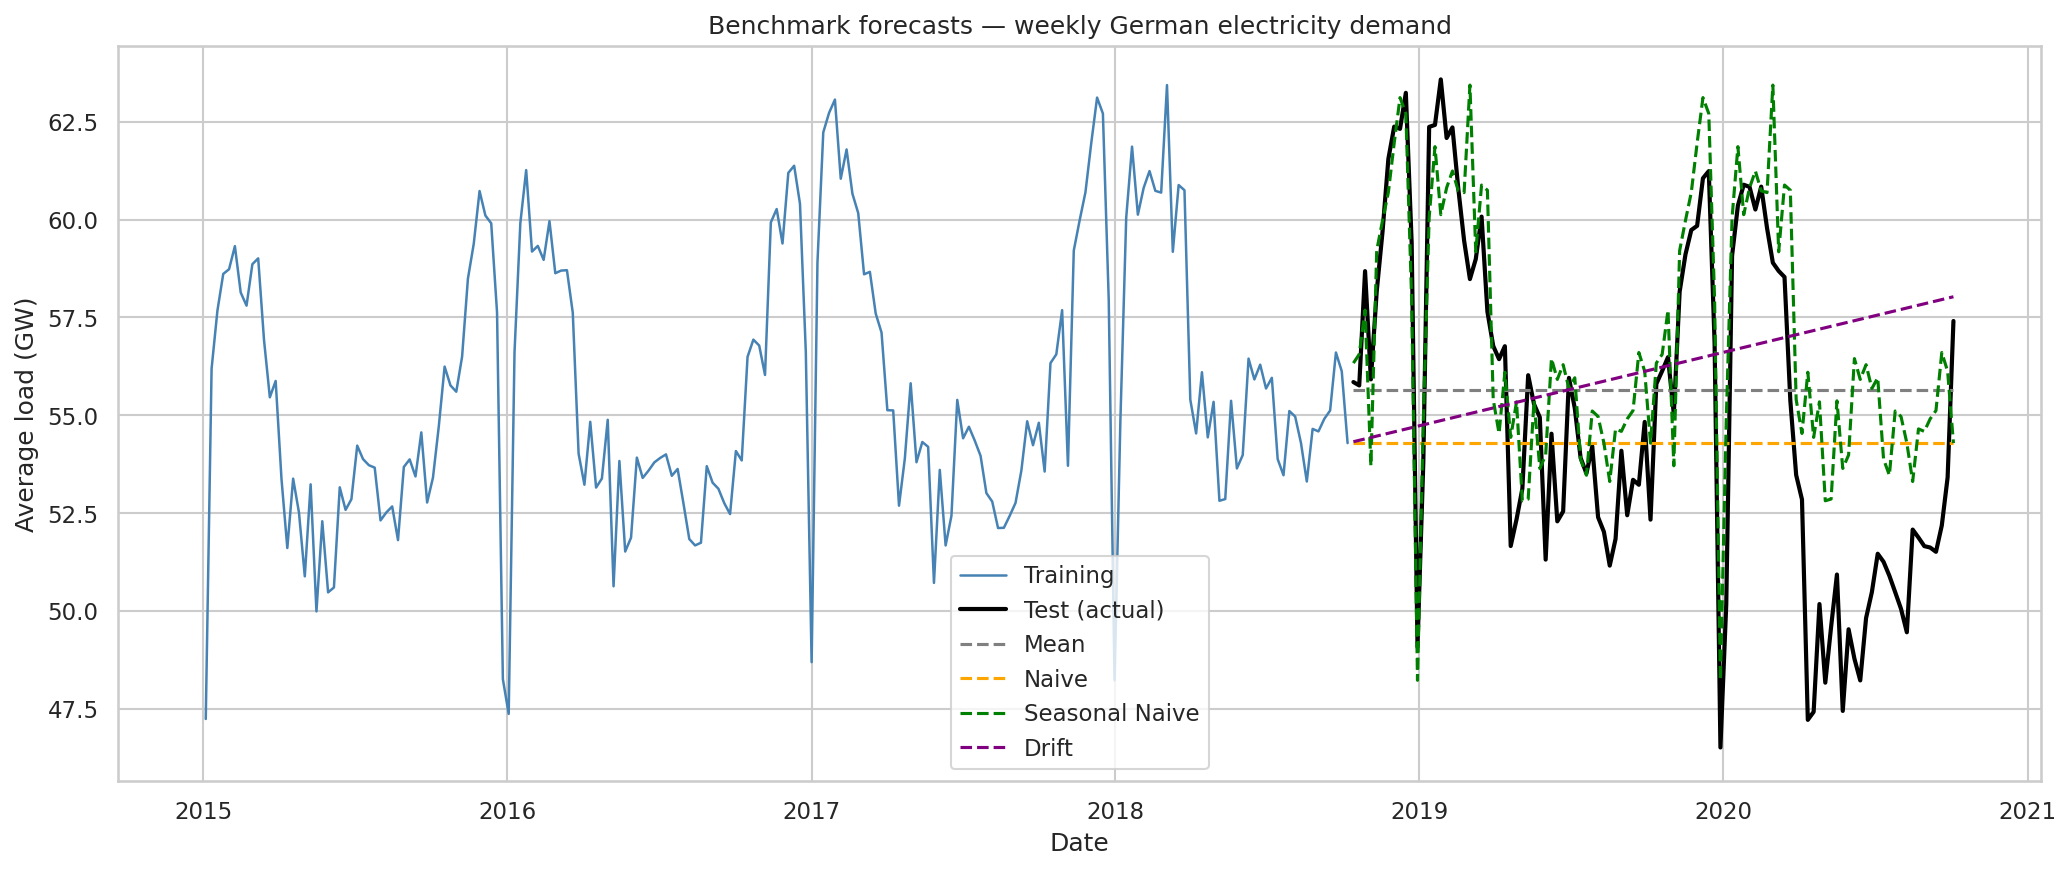 Benchmark forecasts — weekly German electricity demand
Average load (GW)
62.5
60.0
57.5
55.0
52.5
50.0
47.5
Training
Test (actual)
Mean
Naive
Seasonal Naive
Drift
2015 2016 2017 2018 2019 2020 2021
Date